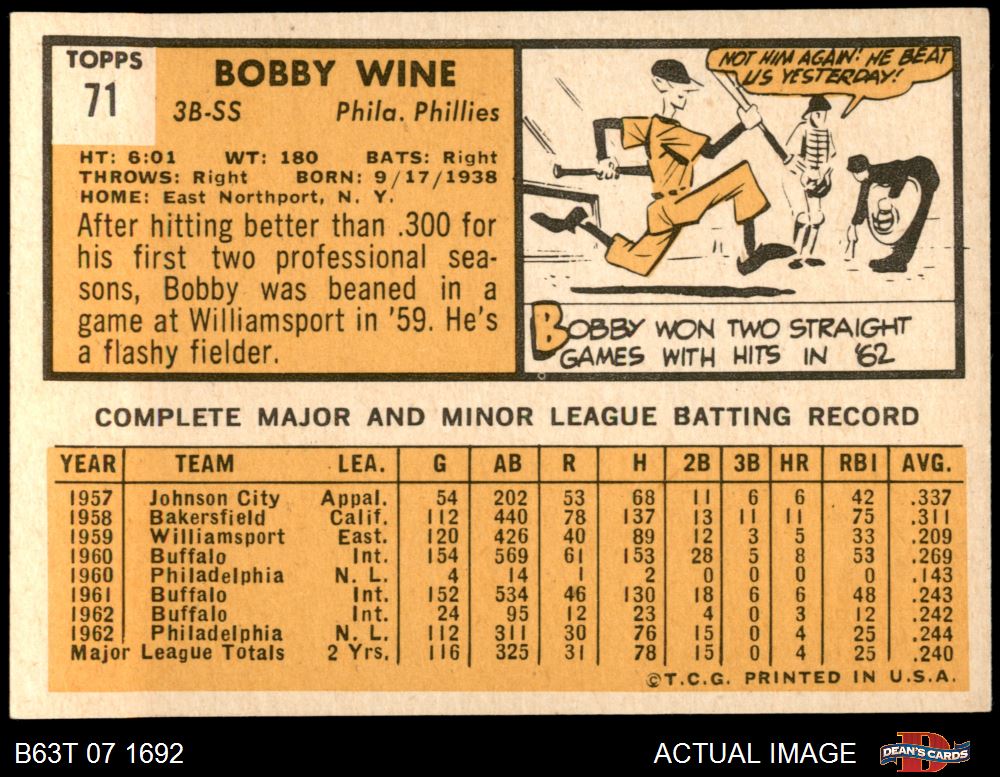 TOPPS
71
BOBBY WINE
3B-SS Phila. Phillies
HT: 6:01 WT: 180 BATS: Right
THROWS: Right BORN: 9/17/1938
HOME: East Northport, N. Y.
After hitting better than .300 for
his first two professional sea-
sons, Bobby was beaned in a
game at Williamsport in '59. He's
a flashy fielder.
NOT HIM AGAIN! HE BEAT
US YESTERDAY!
BOBBY WON TWO STRAIGHT
GAMES WITH HITS IN '62
COMPLETE MAJOR AND MINOR LEAGUE BATTING RECORD
YEAR TEAM LEA. G AB R H 2B 3B HR RBI AVG.
1957 Johnson City Appal. 54 202 53 68 11 6 6 42 .337
1958 Bakersfield Calif. 112 440 78 137 13 11 11 75 .311
1959 Williamsport East. 120 426 40 89 12 3 5 33 .209
1960 Buffalo Int. 154 569 61 153 28 5 8 53 .269
1960 Philadelphia N. L. 4 14 1 2 0 0 0 0 .143
1961 Buffalo Int. 152 534 46 130 18 6 6 48 .243
1962 Buffalo Int. 24 95 12 23 4 0 3 12 .242
1962 Philadelphia N. L. 112 311 30 76 15 0 4 25 .244
Major League Totals 2 Yrs. 116 325 31 78 15 0 4 25 .240
©T.C.G. PRINTED IN U.S.A.
B63T 07 1692 ACTUAL IMAGE DEAN'S CARDS